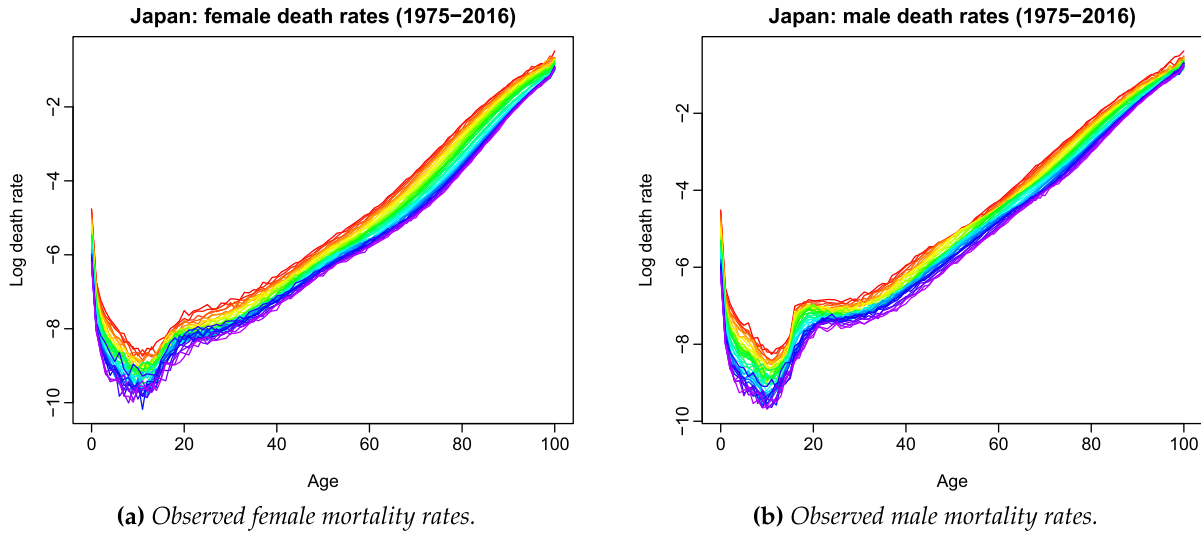 Japan: female death rates (1975−2016)
Log death rate
−2
−4
−6
−8
−10
0 20 40 60 80 100
Age
(a) Observed female mortality rates.
Japan: male death rates (1975−2016)
Log death rate
−2
−4
−6
−8
−10
0 20 40 60 80 100
Age
(b) Observed male mortality rates.